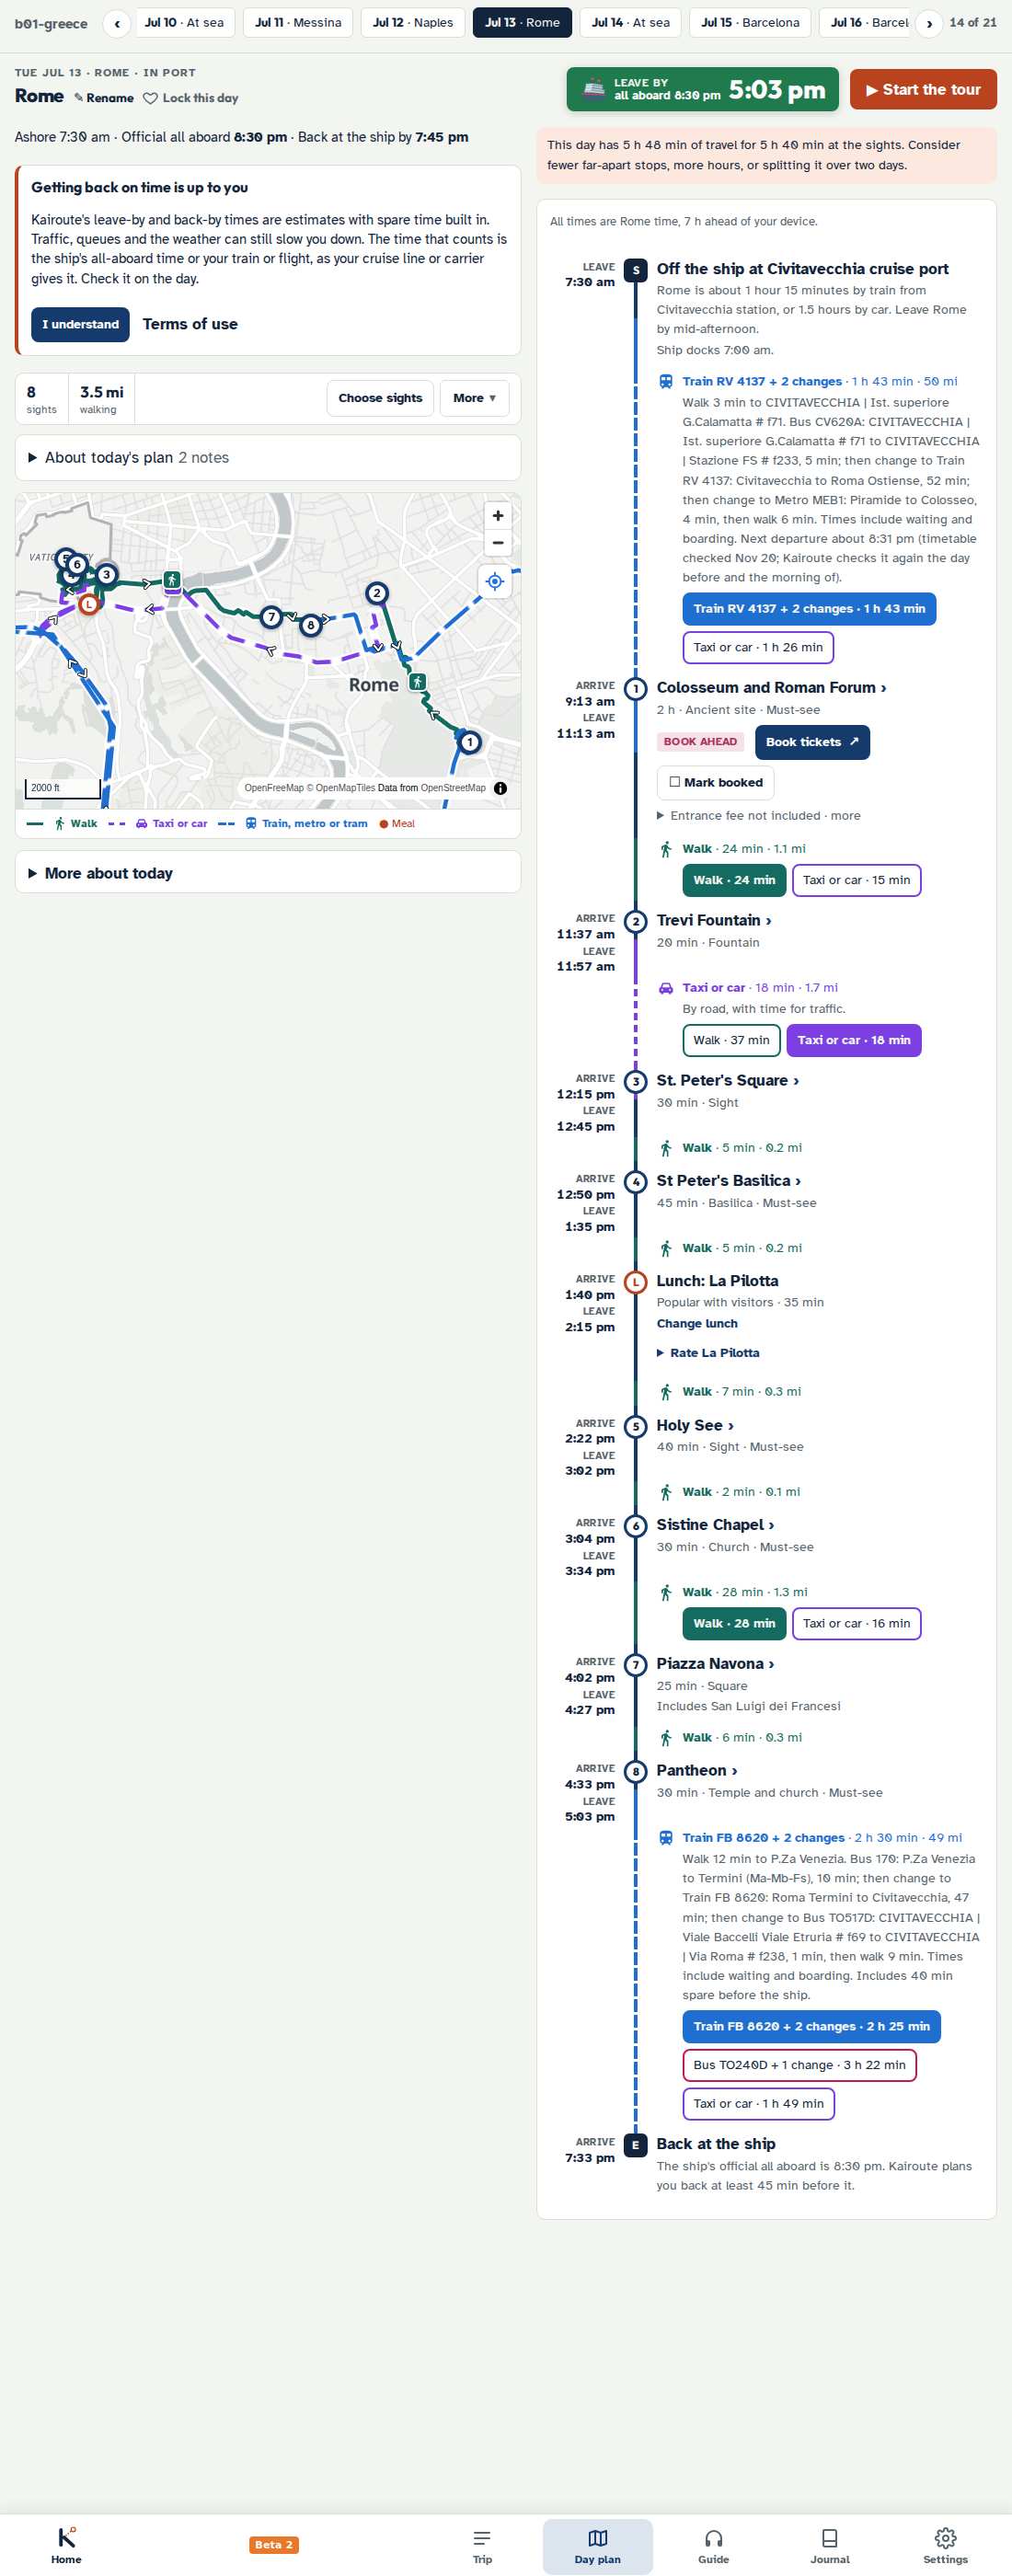 b01-greece
‹
Jul 10 · At sea
Jul 11 · Messina
Jul 12 · Naples
Jul 13 · Rome
Jul 14 · At sea
Jul 15 · Barcelona
Jul 16 · Barcel
›
14 of 21
TUE JUL 13 · ROME · IN PORT
Rome ✎ Rename ♡ Lock this day
LEAVE BY
all aboard 8:30 pm 5:03 pm
▶ Start the tour
Ashore 7:30 am · Official all aboard 8:30 pm · Back at the ship by 7:45 pm
Getting back on time is up to you
Kairoute's leave-by and back-by times are estimates with spare time built in.
Traffic, queues and the weather can still slow you down. The time that counts is
the ship's all-aboard time or your train or flight, as your cruise line or carrier
gives it. Check it on the day.
I understand
Terms of use
8
sights
3.5 mi
walking
Choose sights
More ▼
▶ About today's plan 2 notes
VATIC TY
5
6
4
3
L
2
7
8
1
Rome
+
−
2000 ft
OpenFreeMap © OpenMapTiles Data from OpenStreetMap
Walk
Taxi or car
Train, metro or tram
Meal
▶ More about today
This day has 5 h 48 min of travel for 5 h 40 min at the sights. Consider
fewer far-apart stops, more hours, or splitting it over two days.
All times are Rome time, 7 h ahead of your device.
LEAVE
7:30 am
S
Off the ship at Civitavecchia cruise port
Rome is about 1 hour 15 minutes by train from
Civitavecchia station, or 1.5 hours by car. Leave Rome
by mid-afternoon.
Ship docks 7:00 am.
Train RV 4137 + 2 changes · 1 h 43 min · 50 mi
Walk 3 min to CIVITAVECCHIA | Ist. superiore
G.Calamatta # f71. Bus CV620A: CIVITAVECCHIA |
Ist. superiore G.Calamatta # f71 to CIVITAVECCHIA
| Stazione FS # f233, 5 min; then change to Train
RV 4137: Civitavecchia to Roma Ostiense, 52 min;
then change to Metro MEB1: Piramide to Colosseo,
4 min, then walk 6 min. Times include waiting and
boarding. Next departure about 8:31 pm (timetable
checked Nov 20; Kairoute checks it again the day
before and the morning of).
Train RV 4137 + 2 changes · 1 h 43 min
Taxi or car · 1 h 26 min
ARRIVE
9:13 am
LEAVE
11:13 am
1
Colosseum and Roman Forum ›
2 h · Ancient site · Must-see
BOOK AHEAD
Book tickets ↗
☐ Mark booked
▶ Entrance fee not included · more
Walk · 24 min · 1.1 mi
Walk · 24 min
Taxi or car · 15 min
ARRIVE
11:37 am
LEAVE
11:57 am
2
Trevi Fountain ›
20 min · Fountain
Taxi or car · 18 min · 1.7 mi
By road, with time for traffic.
Walk · 37 min
Taxi or car · 18 min
ARRIVE
12:15 pm
LEAVE
12:45 pm
3
St. Peter's Square ›
30 min · Sight
Walk · 5 min · 0.2 mi
ARRIVE
12:50 pm
LEAVE
1:35 pm
4
St Peter's Basilica ›
45 min · Basilica · Must-see
Walk · 5 min · 0.2 mi
ARRIVE
1:40 pm
LEAVE
2:15 pm
L
Lunch: La Pilotta
Popular with visitors · 35 min
Change lunch
▶ Rate La Pilotta
Walk · 7 min · 0.3 mi
ARRIVE
2:22 pm
LEAVE
3:02 pm
5
Holy See ›
40 min · Sight · Must-see
Walk · 2 min · 0.1 mi
ARRIVE
3:04 pm
LEAVE
3:34 pm
6
Sistine Chapel ›
30 min · Church · Must-see
Walk · 28 min · 1.3 mi
Walk · 28 min
Taxi or car · 16 min
ARRIVE
4:02 pm
LEAVE
4:27 pm
7
Piazza Navona ›
25 min · Square
Includes San Luigi dei Francesi
Walk · 6 min · 0.3 mi
ARRIVE
4:33 pm
LEAVE
5:03 pm
8
Pantheon ›
30 min · Temple and church · Must-see
Train FB 8620 + 2 changes · 2 h 30 min · 49 mi
Walk 12 min to P.Za Venezia. Bus 170: P.Za Venezia
to Termini (Ma-Mb-Fs), 10 min; then change to
Train FB 8620: Roma Termini to Civitavecchia, 47
min; then change to Bus TO517D: CIVITAVECCHIA |
Viale Baccelli Viale Etruria # f69 to CIVITAVECCHIA
| Via Roma # f238, 1 min, then walk 9 min. Times
include waiting and boarding. Includes 40 min
spare before the ship.
Train FB 8620 + 2 changes · 2 h 25 min
Bus TO240D + 1 change · 3 h 22 min
Taxi or car · 1 h 49 min
ARRIVE
7:33 pm
E
Back at the ship
The ship's official all aboard is 8:30 pm. Kairoute plans
you back at least 45 min before it.
Home
Beta 2
Trip
Day plan
Guide
Journal
Settings